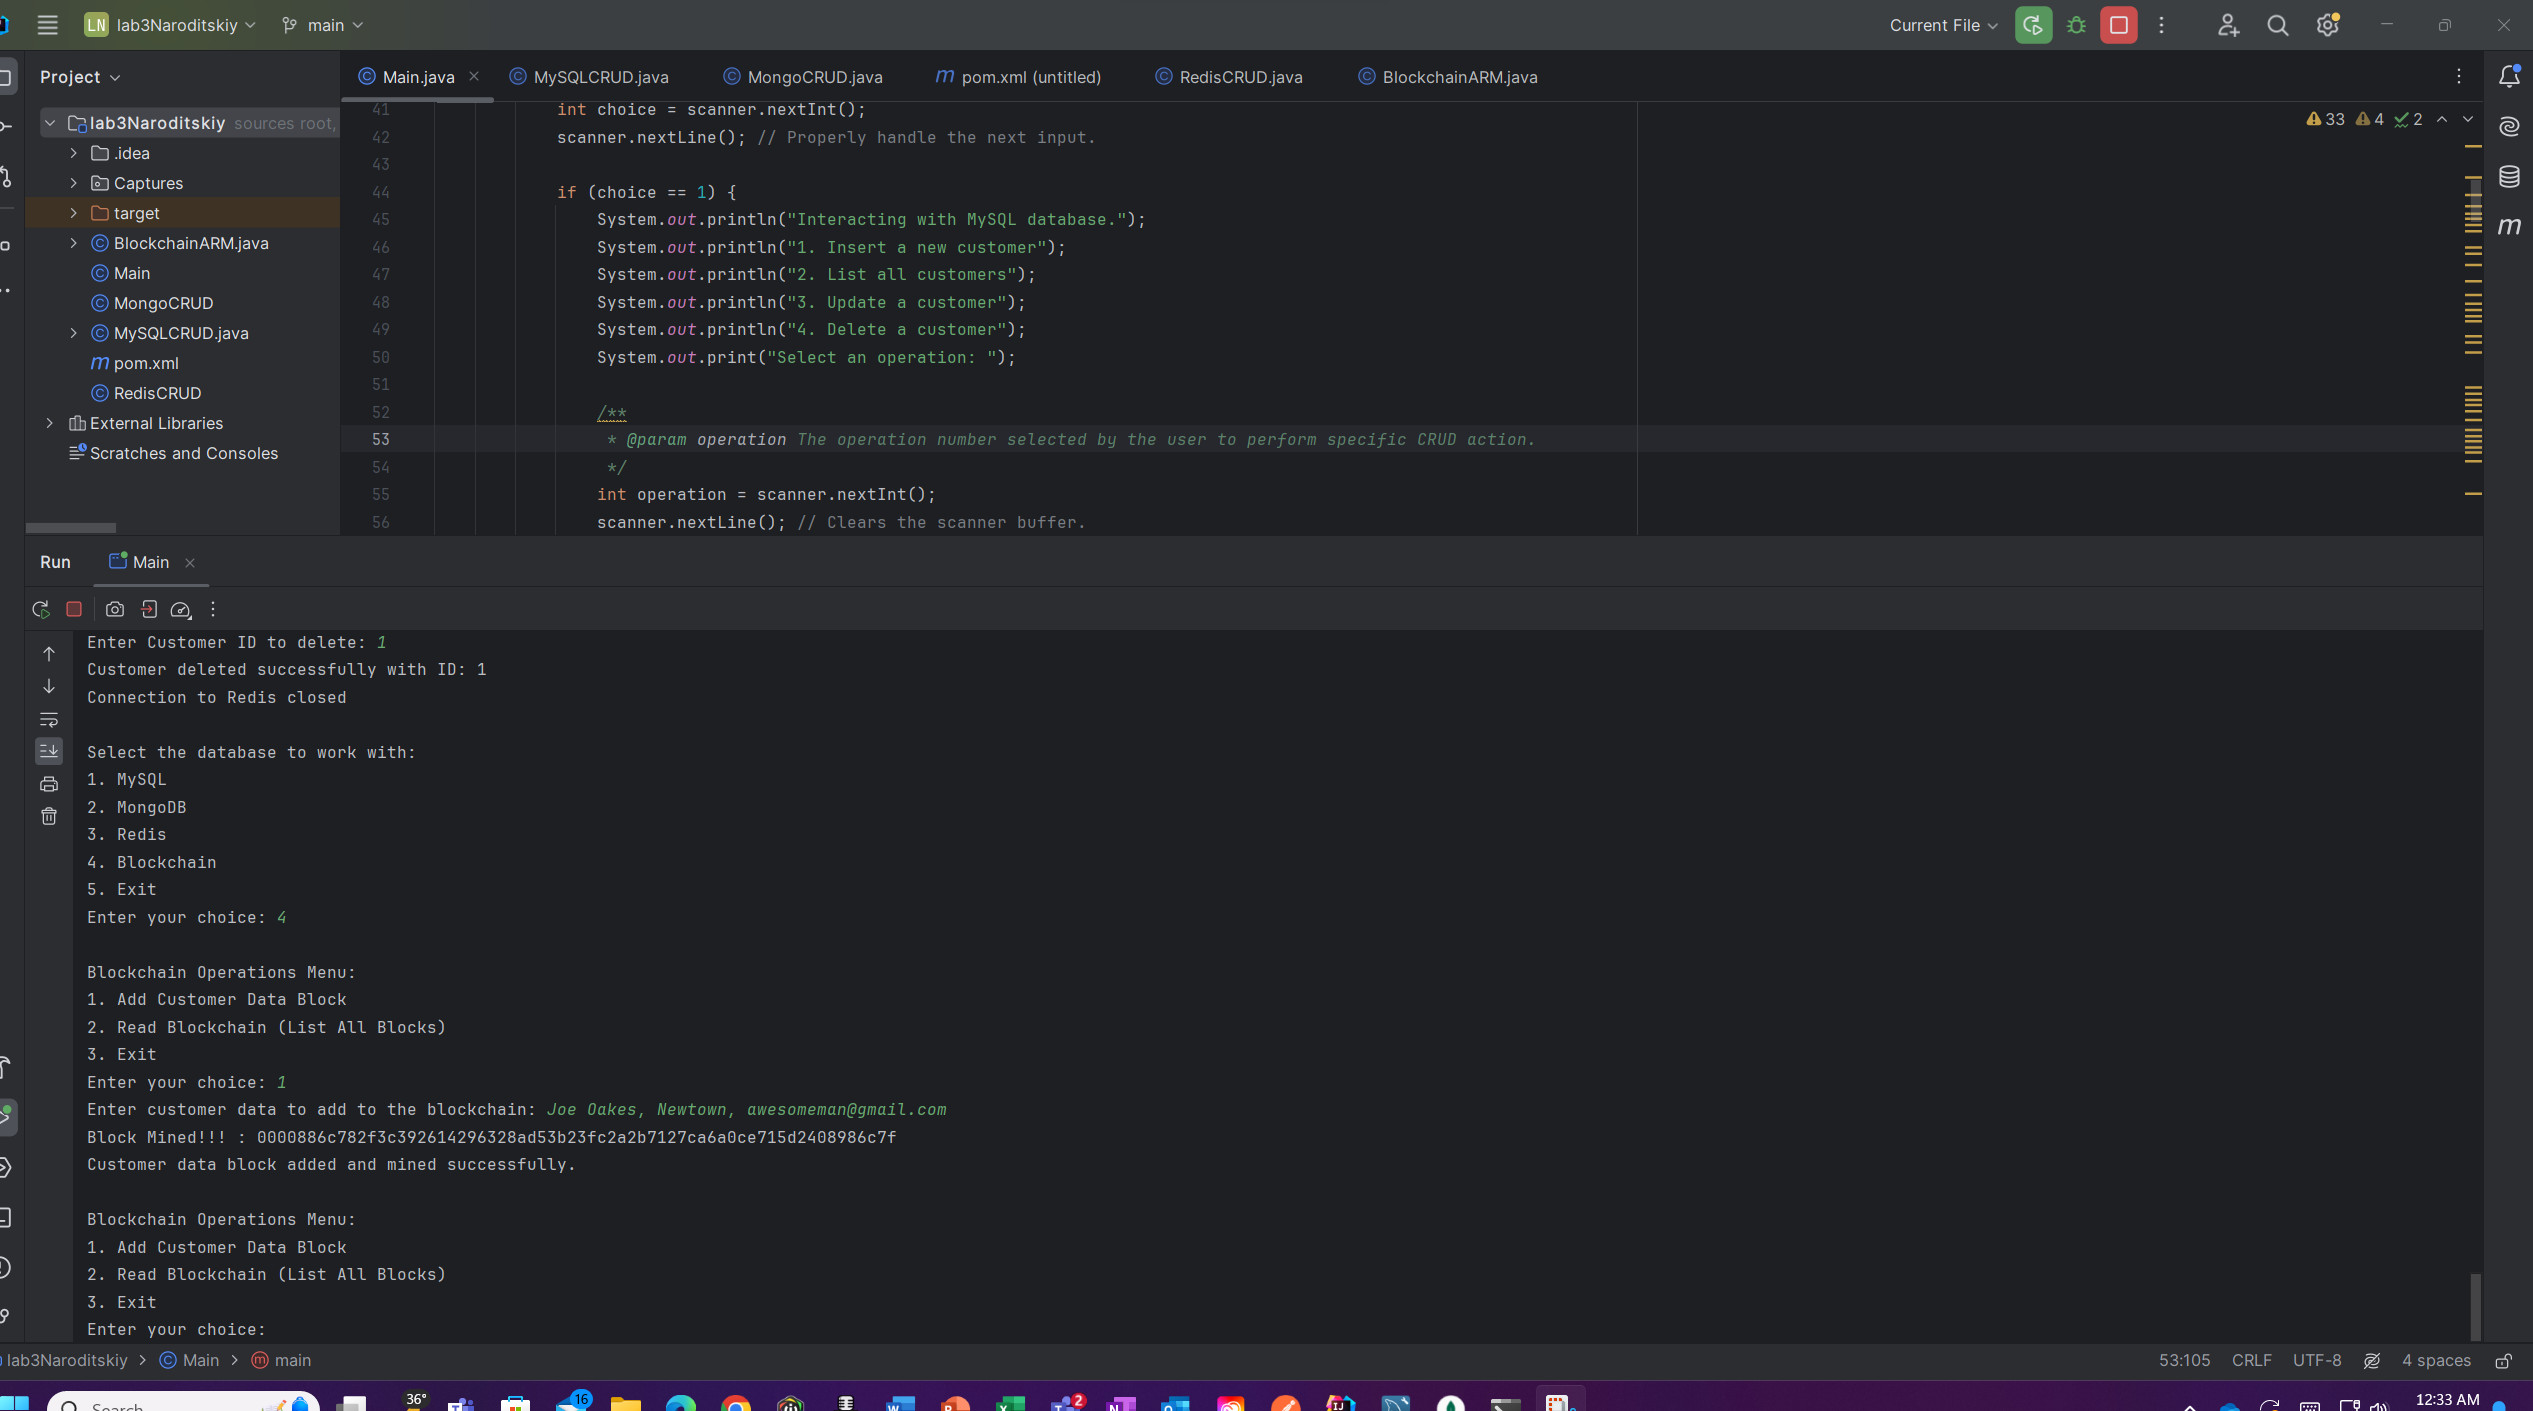 LN lab3Naroditskiy main Current File
Project
Main.java MySQLCRUD.java MongoCRUD.java pom.xml (untitled) RedisCRUD.java BlockchainARM.java
lab3Naroditskiy sources root,
.idea
Captures
target
BlockchainARM.java
Main
MongoCRUD
MySQLCRUD.java
pom.xml
RedisCRUD
External Libraries
Scratches and Consoles
33 4 2
41 int choice = scanner.nextInt();
42 scanner.nextLine(); // Properly handle the next input.
43
44 if (choice == 1) {
45 System.out.println("Interacting with MySQL database.");
46 System.out.println("1. Insert a new customer");
47 System.out.println("2. List all customers");
48 System.out.println("3. Update a customer");
49 System.out.println("4. Delete a customer");
50 System.out.print("Select an operation: ");
51
52 /**
53 * @param operation The operation number selected by the user to perform specific CRUD action.
54 */
55 int operation = scanner.nextInt();
56 scanner.nextLine(); // Clears the scanner buffer.
Run Main
Enter Customer ID to delete: 1
Customer deleted successfully with ID: 1
Connection to Redis closed
Select the database to work with:
1. MySQL
2. MongoDB
3. Redis
4. Blockchain
5. Exit
Enter your choice: 4
Blockchain Operations Menu:
1. Add Customer Data Block
2. Read Blockchain (List All Blocks)
3. Exit
Enter your choice: 1
Enter customer data to add to the blockchain: Joe Oakes, Newtown, awesomeman@gmail.com
Block Mined!!! : 0000886c782f3c392614296328ad53b23fc2a2b7127ca6a0ce715d2408986c7f
Customer data block added and mined successfully.
Blockchain Operations Menu:
1. Add Customer Data Block
2. Read Blockchain (List All Blocks)
3. Exit
Enter your choice:
lab3Naroditskiy > Main > main 53:105 CRLF UTF-8 4 spaces
Search 36° 16 2 12:33 AM